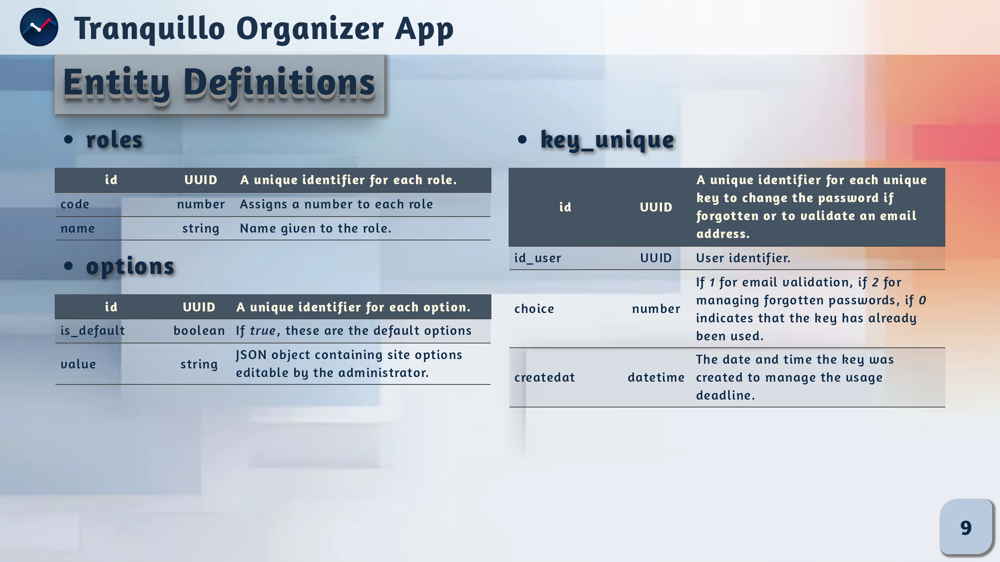 Tranquillo Organizer App
Entity Definitions
• roles
id UUID A unique identifier for each role.
code number Assigns a number to each role
name string Name given to the role.
• options
id UUID A unique identifier for each option.
is_default boolean If true, these are the default options
value string JSON object containing site options
editable by the administrator.
• key_unique
id UUID A unique identifier for each unique
key to change the password if
forgotten or to validate an email
address.
id_user UUID User identifier.
choice number If 1 for email validation, if 2 for
managing forgotten passwords, if 0
indicates that the key has already
been used.
createdat datetime The date and time the key was
created to manage the usage
deadline.
9